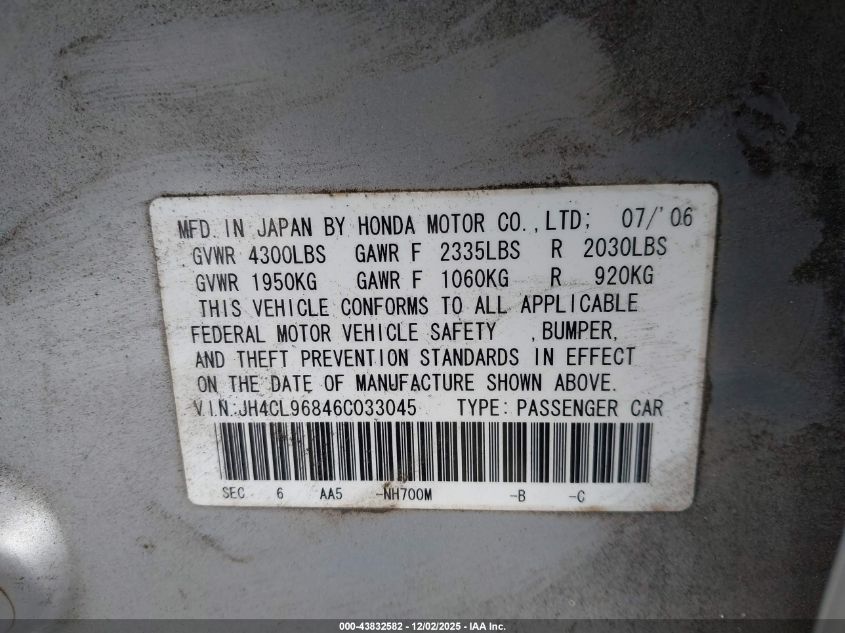 MFD. IN JAPAN BY HONDA MOTOR CO., LTD; 07/'06
GVWR 4300LBS GAWR F 2335LBS R 2030LBS
GVWR 1950KG GAWR F 1060KG R 920KG
THIS VEHICLE CONFORMS TO ALL APPLICABLE
FEDERAL MOTOR VEHICLE SAFETY , BUMPER,
AND THEFT PREVENTION STANDARDS IN EFFECT
ON THE DATE OF MANUFACTURE SHOWN ABOVE.
V.I.N:JH4CL96846C033045 TYPE: PASSENGER CAR
SEC 6 AA5 -NH700M -B -C
000-43832582 - 12/02/2025 - IAA Inc.